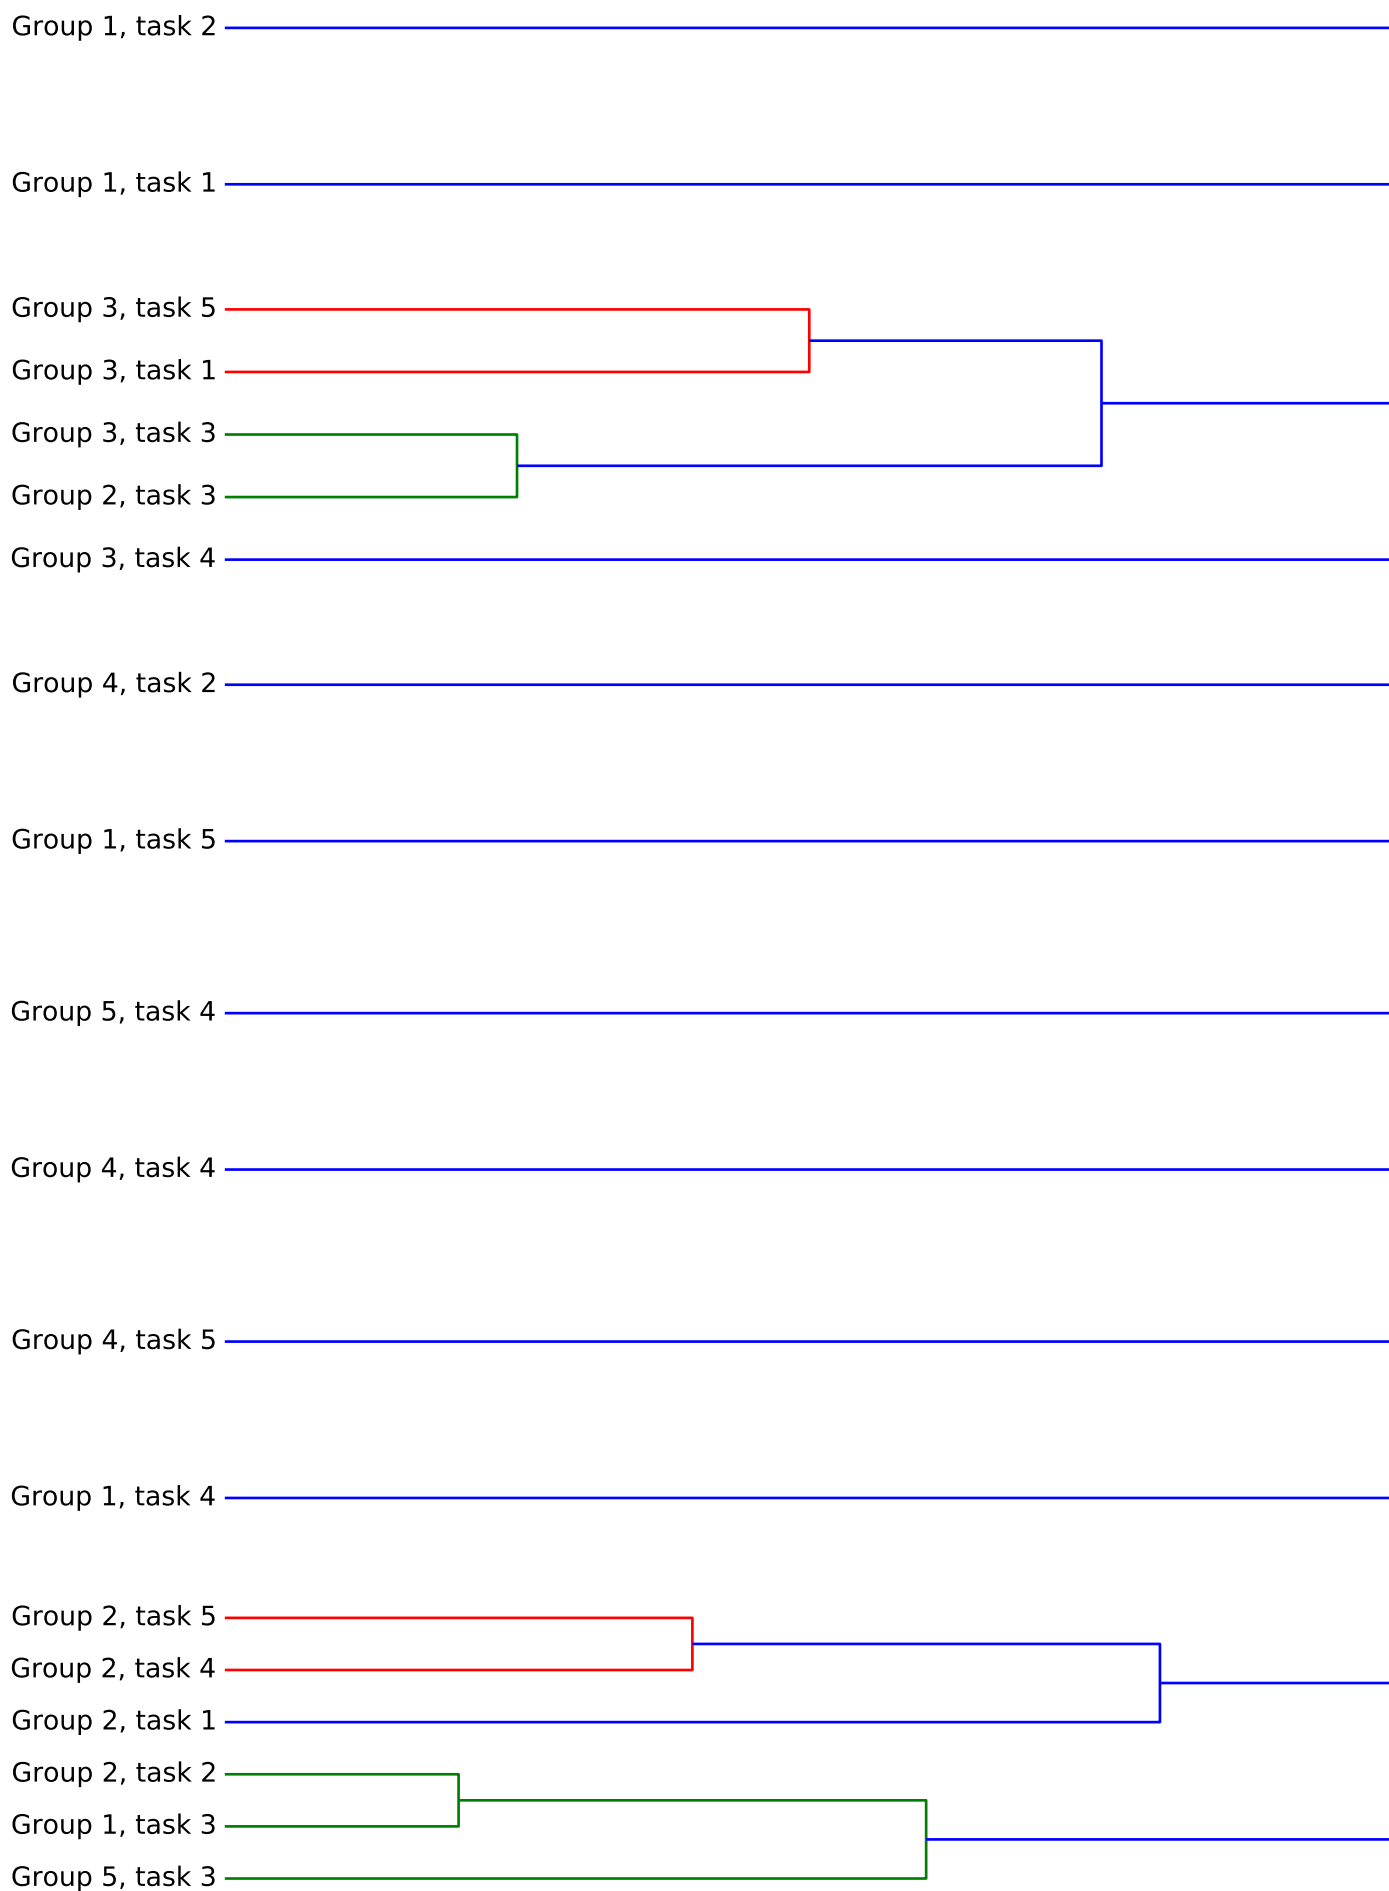 Group 1, task 2
Group 1, task 1
Group 3, task 5
Group 3, task 1
Group 3, task 3
Group 2, task 3
Group 3, task 4
Group 4, task 2
Group 1, task 5
Group 5, task 4
Group 4, task 4
Group 4, task 5
Group 1, task 4
Group 2, task 5
Group 2, task 4
Group 2, task 1
Group 2, task 2
Group 1, task 3
Group 5, task 3